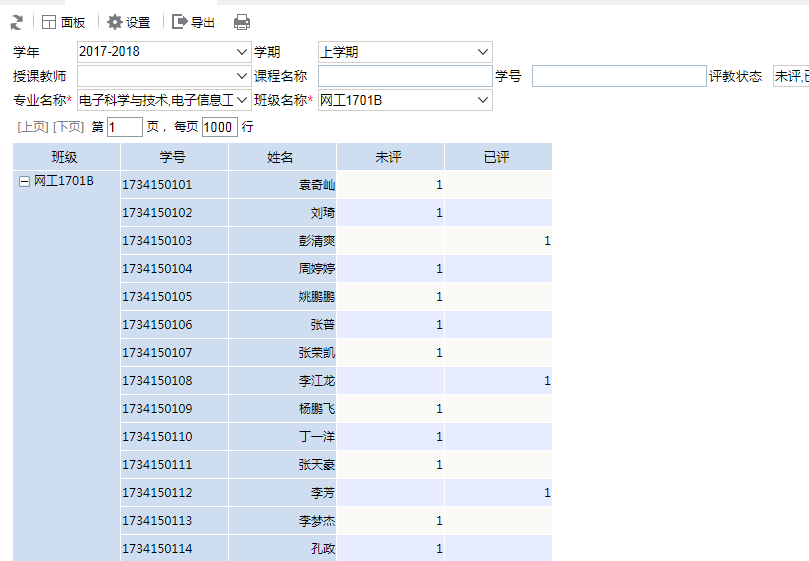 面板 设置 导出
学年 2017-2018 学期 上学期
授课教师 课程名称 学号 评教状态 未评,已
专业名称* 电子科学与技术,电子信息工 班级名称* 网工1701B
[上页] [下页] 第 1 页， 每页 1000 行
班级 学号 姓名 未评 已评
网工1701B 1734150101 袁奇屾 1
1734150102 刘琦 1
1734150103 彭清爽 1
1734150104 周婷婷 1
1734150105 姚鹏鹏 1
1734150106 张普 1
1734150107 张荣凯 1
1734150108 李江龙 1
1734150109 杨鹏飞 1
1734150110 丁一洋 1
1734150111 张天豪 1
1734150112 李芳 1
1734150113 李梦杰 1
1734150114 孔政 1